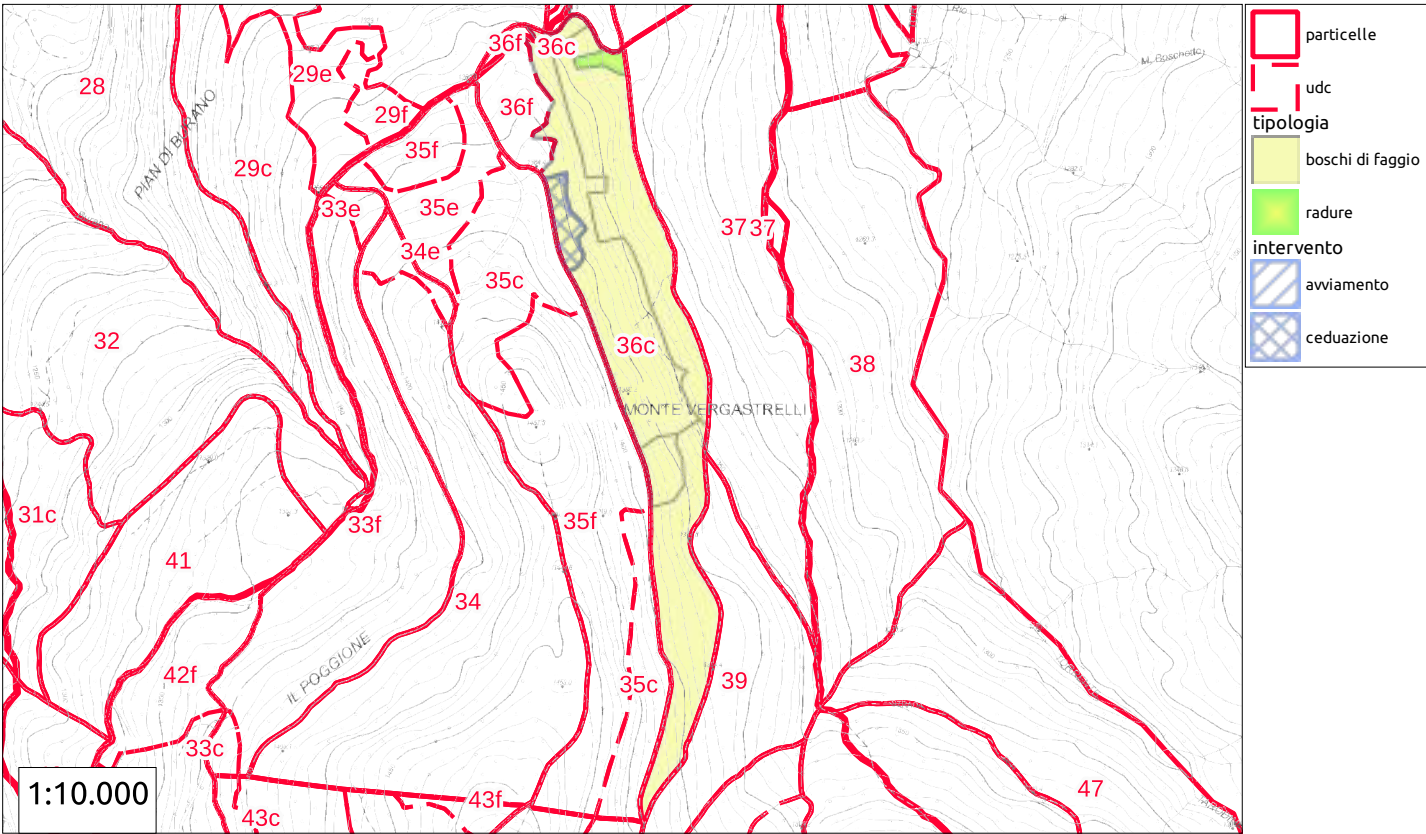 36f
36c
particelle
M. Boschetto
29e
28
udc
36f
29f
tipologia
PIAN DI BURANO
35f
boschi di faggio
29c
33e
35e
radure
3737
34e
intervento
35c
avviamento
32
36c
ceduazione
38
MONTE VERGASTRELLI
31c
33f
35f
41
34
IL POGGIONE
42f
35c
39
33c
47
1:10.000
43f
43c